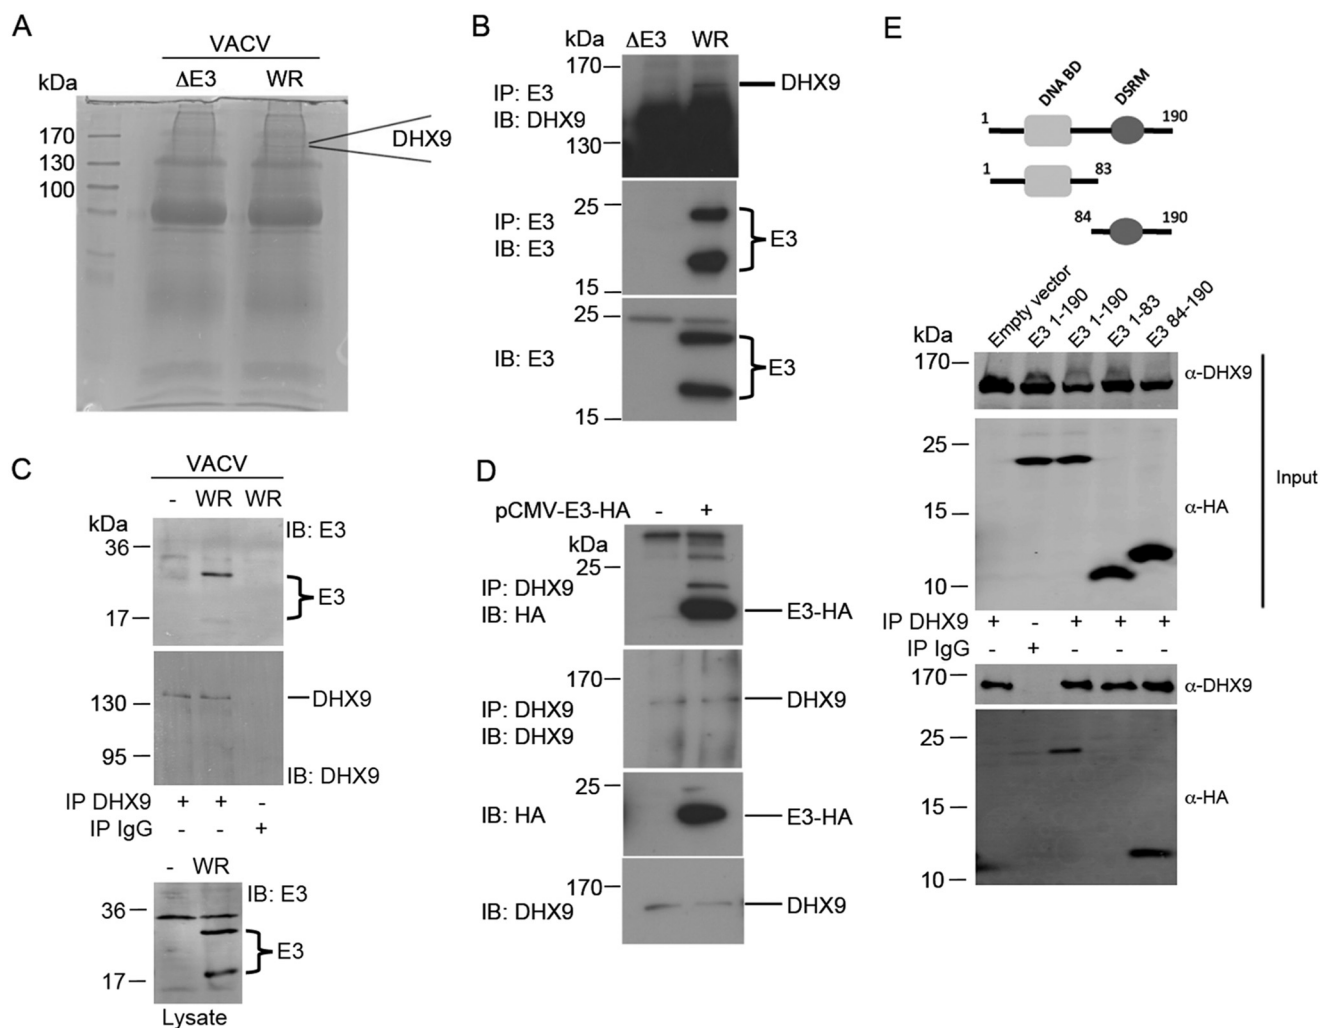 A
VACV
kDa
ΔE3 WR
170
130
100
DHX9
B
kDa ΔE3 WR
170
IP: E3
IB: DHX9
130
DHX9
25
IP: E3
IB: E3
15
E3
25
IB: E3
15
E3
C
VACV
- WR WR
kDa
IB: E3
36
17
E3
130
95
DHX9
IB: DHX9
IP DHX9 + + -
IP IgG - - +
- WR
IB: E3
36
17
E3
Lysate
D
pCMV-E3-HA - +
kDa
25
IP: DHX9
IB: HA
E3-HA
170
IP: DHX9
IB: DHX9
DHX9
25
IB: HA
E3-HA
170
IB: DHX9
DHX9
E
DNA BD
DSRM
1 190
1 83
84 190
kDa
Empty vector
E3 1-190
E3 1-190
E3 1-83
E3 84-190
170
α-DHX9
25
15
10
α-HA
Input
IP DHX9 + - + + +
IP IgG - + - - -
170
α-DHX9
25
15
10
α-HA